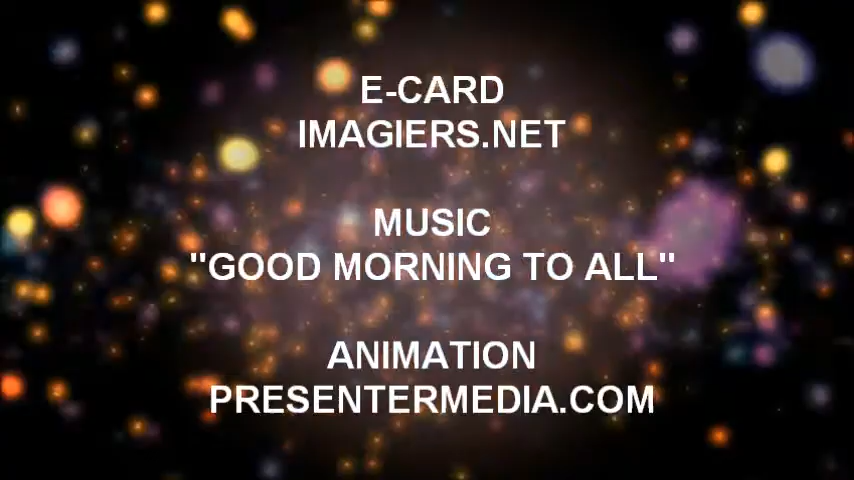 E-CARD
IMAGIERS.NET
MUSIC
"GOOD MORNING TO ALL"
ANIMATION
PRESENTERMEDIA.COM